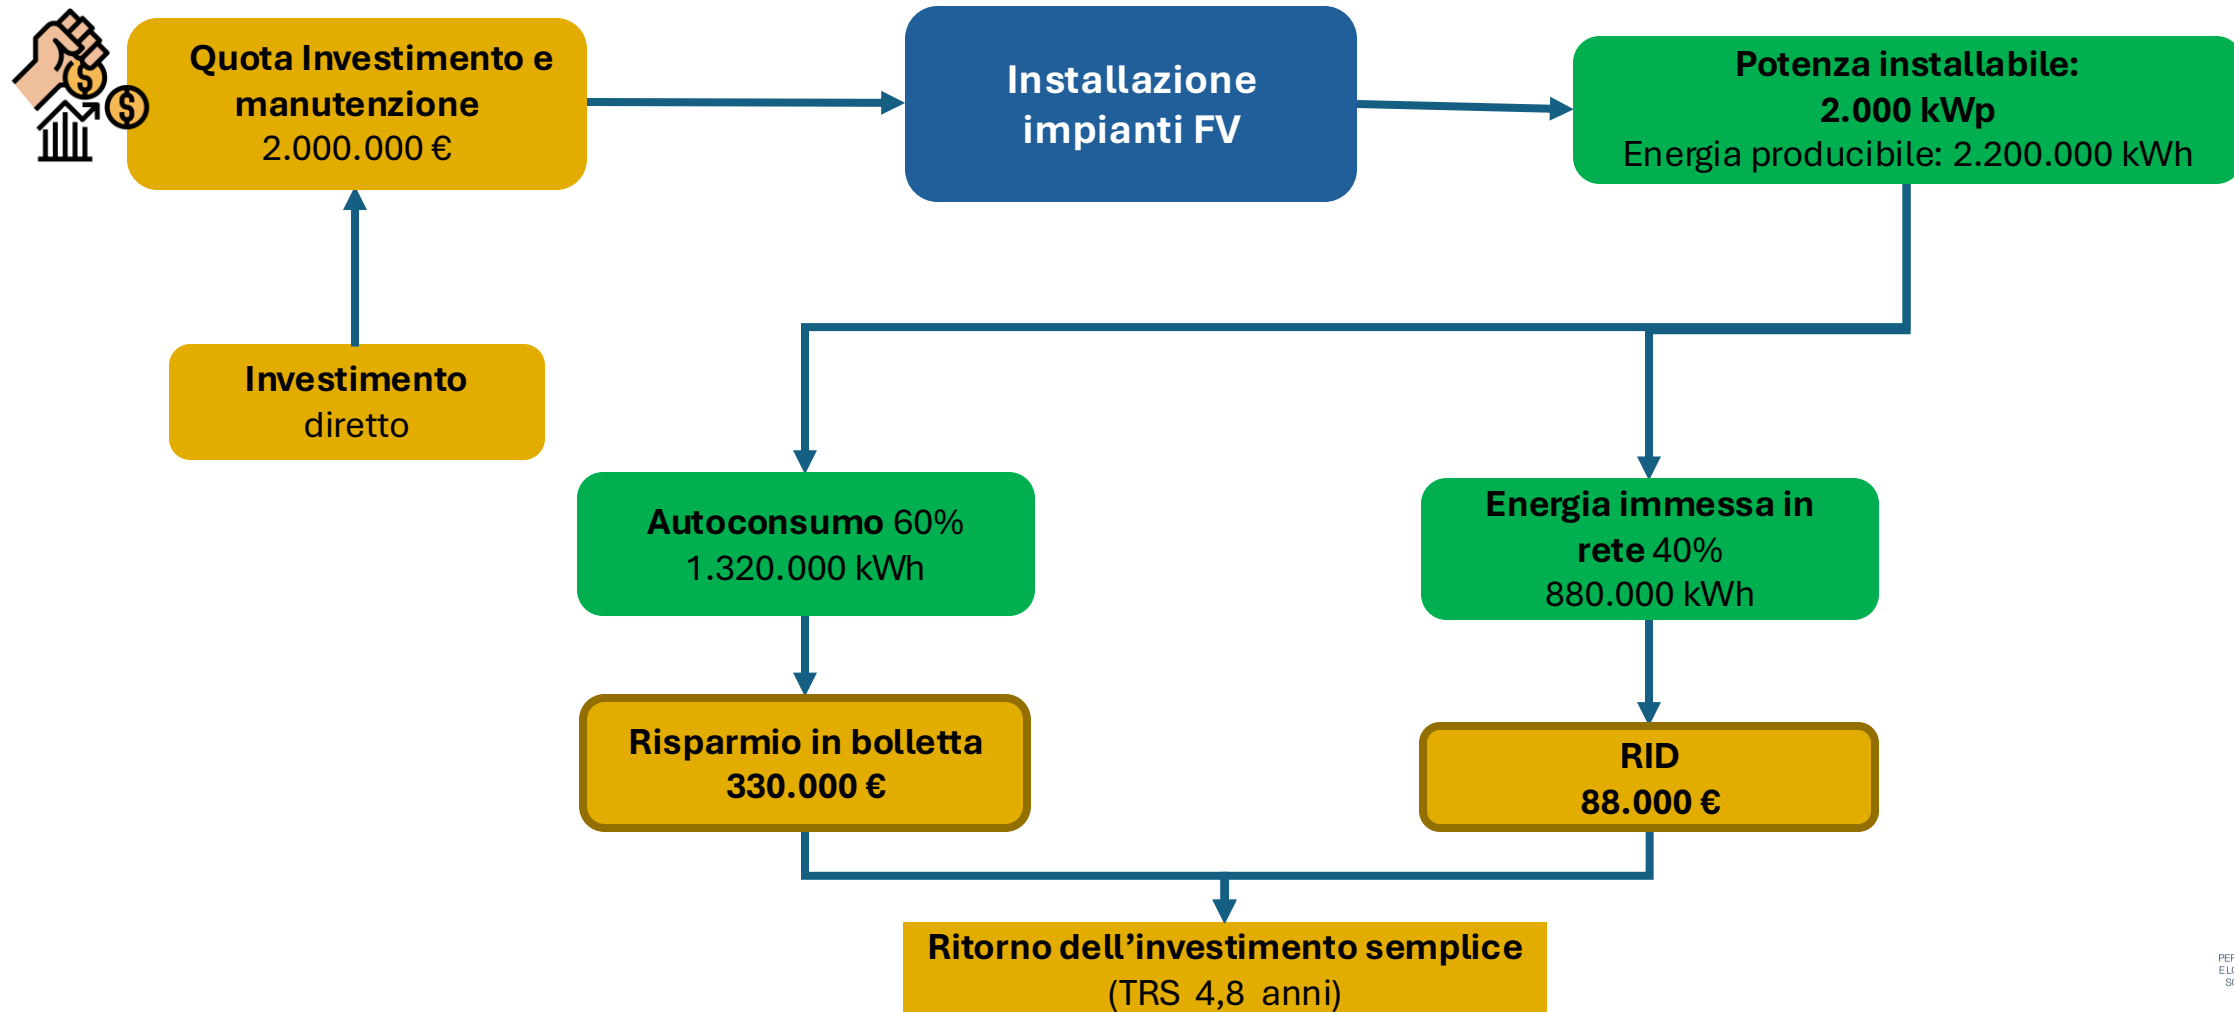 Quota Investimento e
manutenzione
2.000.000 €
Installazione
impianti FV
Potenza installabile:
2.000 kWp
Energia producibile: 2.200.000 kWh
Investimento
diretto
Autoconsumo 60%
1.320.000 kWh
Energia immessa in
rete 40%
880.000 kWh
Risparmio in bolletta
330.000 €
RID
88.000 €
Ritorno dell’investimento semplice
(TRS 4,8 anni)